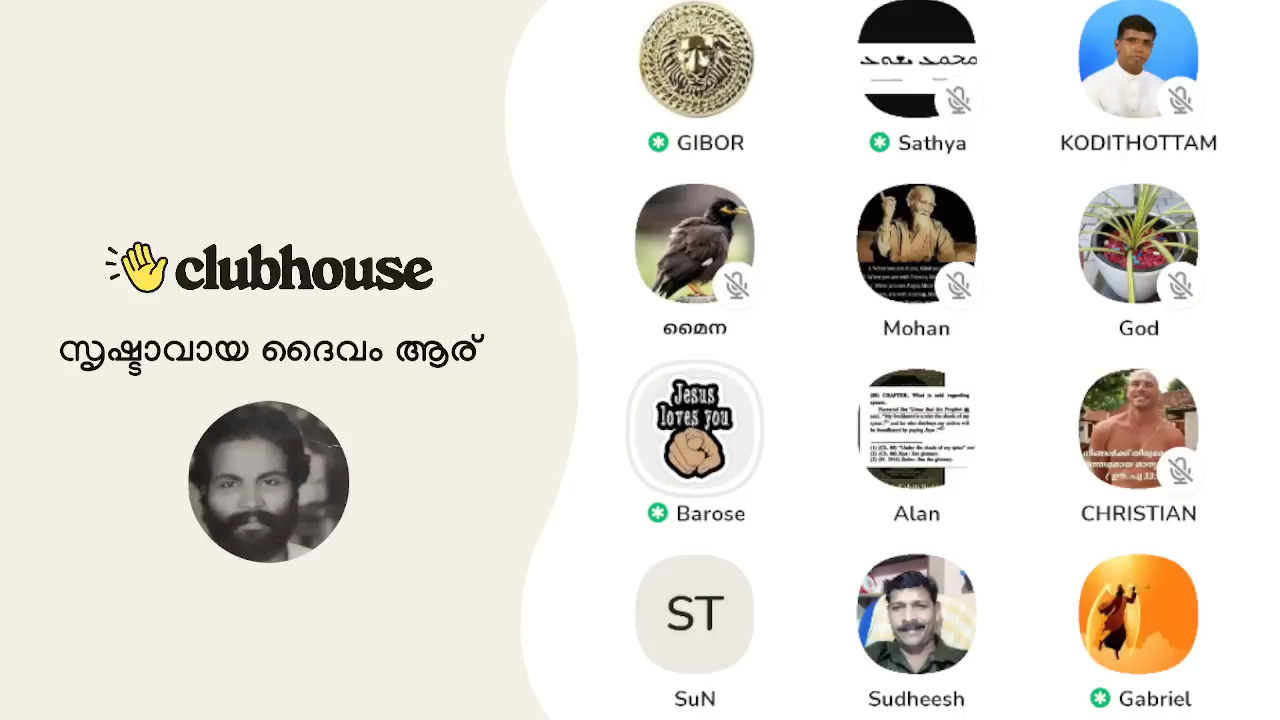 clubhouse
സൃഷ്ടാവായ ദൈവം ആര്
GIBOR
Sathya
KODITHOTTAM
മൈന
Mohan
God
Jesus
loves you
Barose
Alan
CHRISTIAN
ST
SuN
Sudheesh
Gabriel